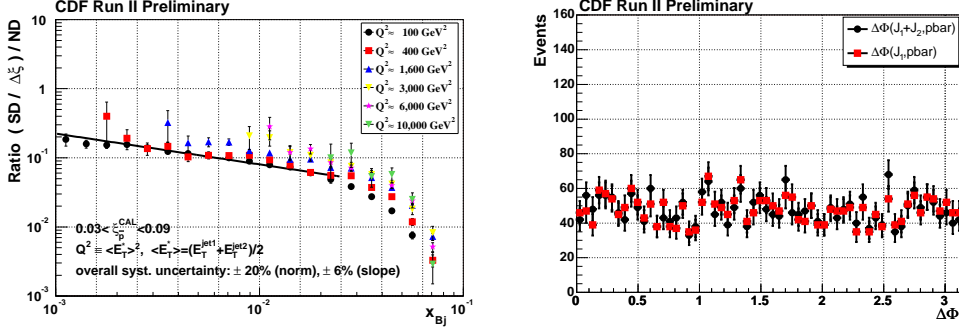 CDF Run II Preliminary
Ratio ( SD / Δξ ) / ND
10
1
10⁻¹
10⁻²
10⁻³
Q² ≈ 100 GeV²
Q² ≈ 400 GeV²
Q² ≈ 1,600 GeV²
Q² ≈ 3,000 GeV²
Q² ≈ 6,000 GeV²
Q² ≈ 10,000 GeV²
0.03< ξ_p̄^CAL <0.09
Q² ≡ <E_T>², <E_T*>=(E_T^jet1+E_T^jet2)/2
overall syst. uncertainty: ± 20% (norm), ± 6% (slope)
10⁻³ 10⁻² 10⁻¹
x_Bj
CDF Run II Preliminary
Events
160
140
120
100
80
60
40
20
0
ΔΦ(J₁+J₂,pbar)
ΔΦ(J₁,pbar)
0 0.5 1 1.5 2 2.5 3
ΔΦ